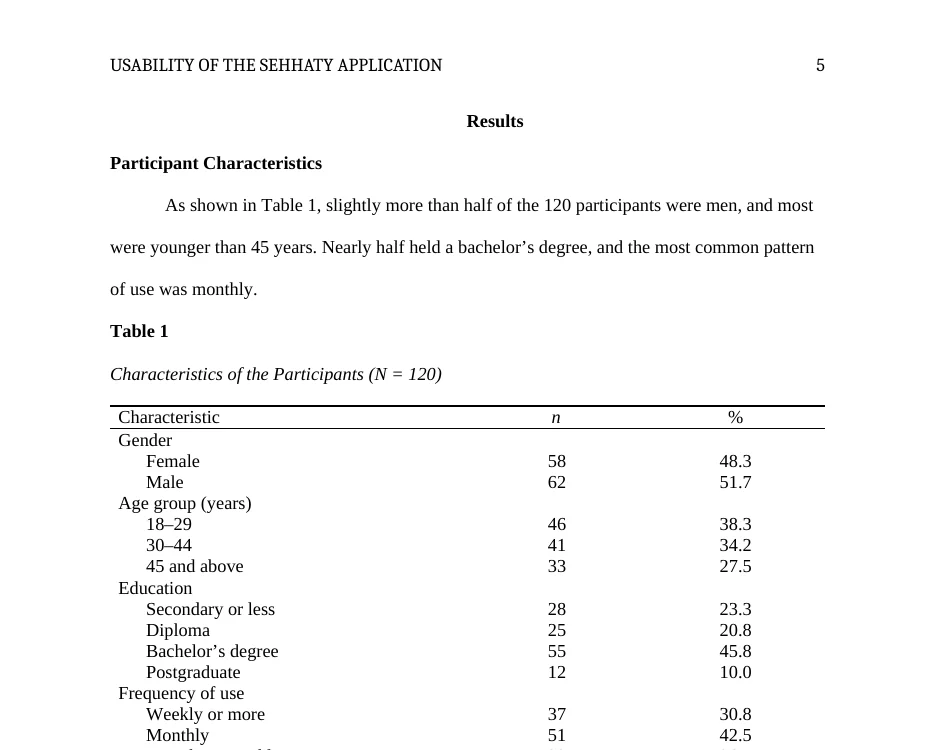 USABILITY OF THE SEHHATY APPLICATION 5
Results
Participant Characteristics
As shown in Table 1, slightly more than half of the 120 participants were men, and most
were younger than 45 years. Nearly half held a bachelor’s degree, and the most common pattern
of use was monthly.
Table 1
Characteristics of the Participants (N = 120)
Characteristic n %
Gender
Female 58 48.3
Male 62 51.7
Age group (years)
18–29 46 38.3
30–44 41 34.2
45 and above 33 27.5
Education
Secondary or less 28 23.3
Diploma 25 20.8
Bachelor’s degree 55 45.8
Postgraduate 12 10.0
Frequency of use
Weekly or more 37 30.8
Monthly 51 42.5